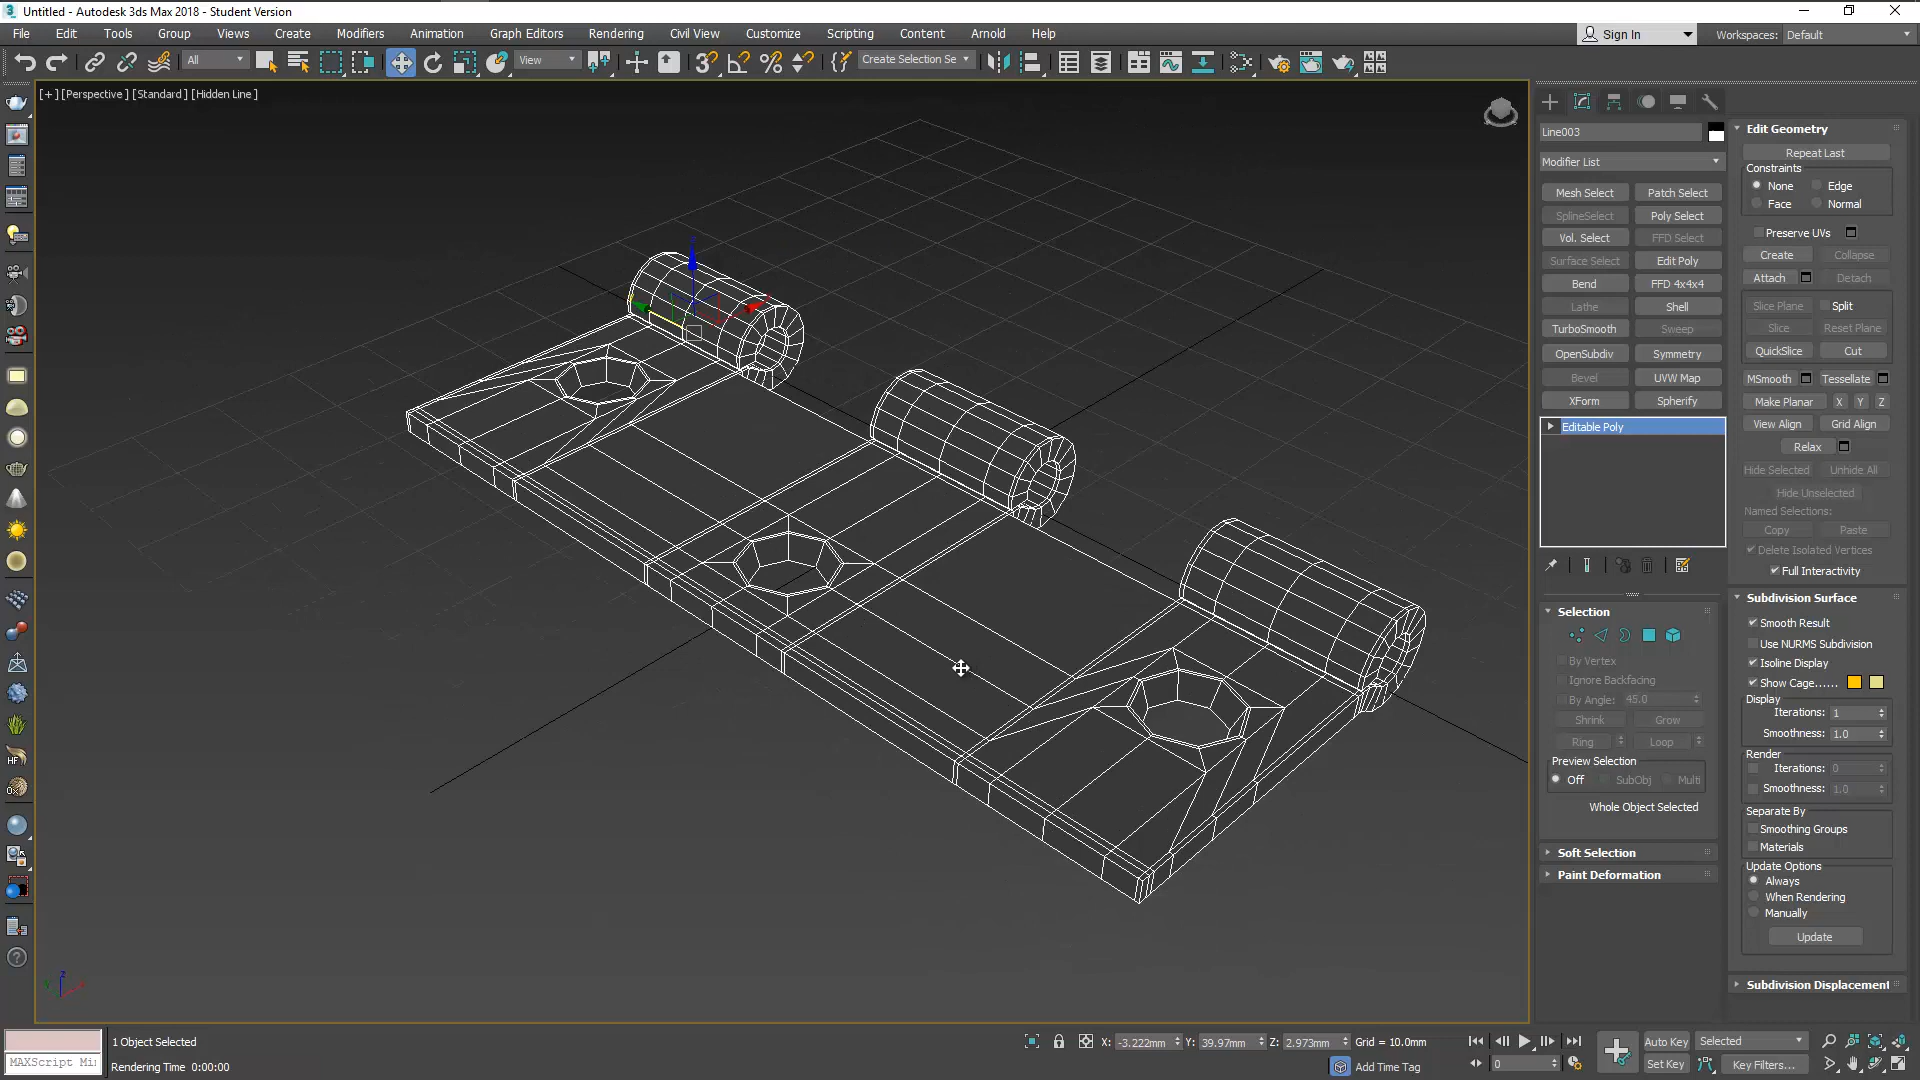 Untitled - Autodesk 3ds Max 2018 - Student Version
File Edit Tools Group Views Create Modifiers Animation Graph Editors Rendering Civil View Customize Scripting Content Arnold Help
Sign In Workspaces: Default
All View Create Selection Se
[+] [Perspective] [Standard] [Hidden Line]
Line003
Modifier List
Mesh Select Patch Select
SplineSelect Poly Select
Vol. Select FFD Select
Surface Select Edit Poly
Bend FFD 4x4x4
Lathe Shell
TurboSmooth Sweep
OpenSubdiv Symmetry
Bevel UVW Map
XForm Spherify
Editable Poly
Selection
By Vertex
Ignore Backfacing
By Angle: 45.0
Shrink Grow
Ring Loop
Preview Selection
Off SubObj Multi
Whole Object Selected
Soft Selection
Paint Deformation
Edit Geometry
Repeat Last
Constraints
None Edge
Face Normal
Preserve UVs
Create Collapse
Attach Detach
Slice Plane Split
Slice Reset Plane
QuickSlice Cut
MSmooth Tessellate
Make Planar X Y Z
View Align Grid Align
Relax
Hide Selected Unhide All
Hide Unselected
Named Selections:
Copy Paste
Delete Isolated Vertices
Full Interactivity
Subdivision Surface
Smooth Result
Use NURMS Subdivision
Isoline Display
Show Cage......
Display
Iterations: 1
Smoothness: 1.0
Render
Iterations: 0
Smoothness: 1.0
Separate By
Smoothing Groups
Materials
Update Options
Always
When Rendering
Manually
Update
Subdivision Displacement
1 Object Selected
X: -3.222mm Y: 39.97mm Z: 2.973mm Grid = 10.0mm
Auto Key Selected
MAXScript Mi
Rendering Time 0:00:00
Add Time Tag
0
Set Key Key Filters...